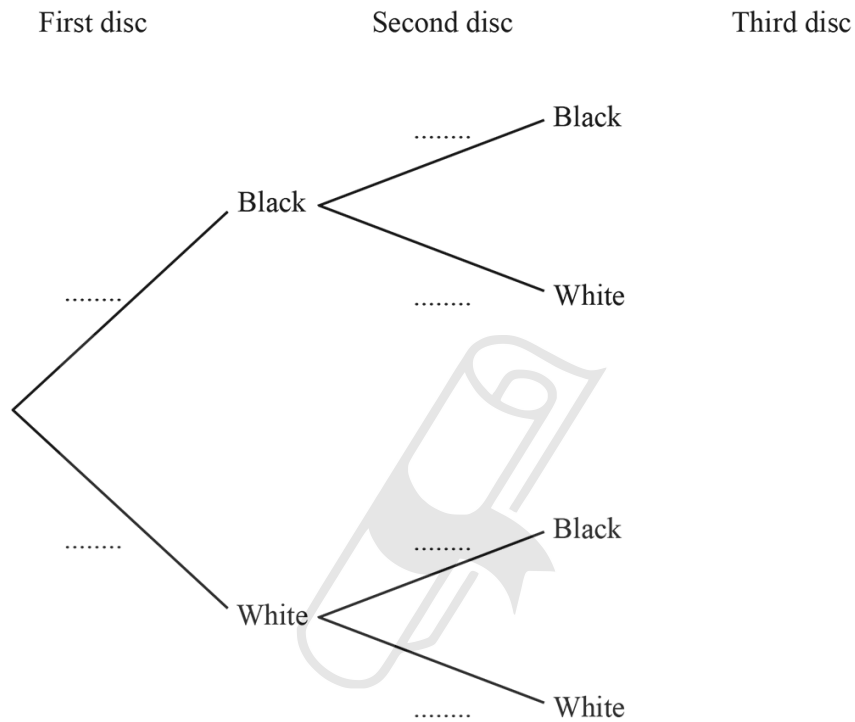 First disc Second disc Third disc
Black
........
Black
........
........ White
........ Black
........
White
........ White